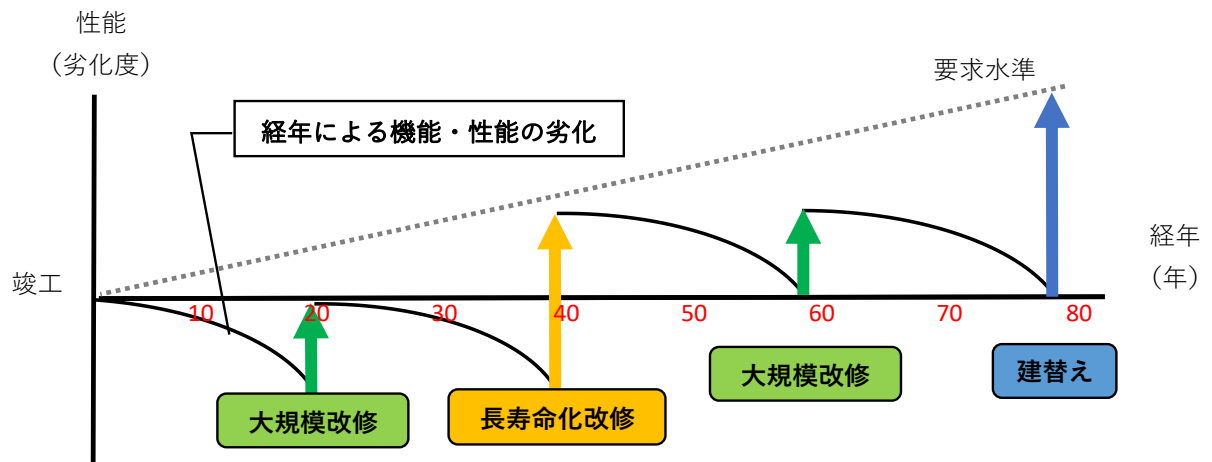 性能
（劣化度）
要求水準
経年による機能・性能の劣化
経年
（年）
竣工
10
20
30
40
50
60
70
80
大規模改修
建替え
大規模改修
長寿命化改修